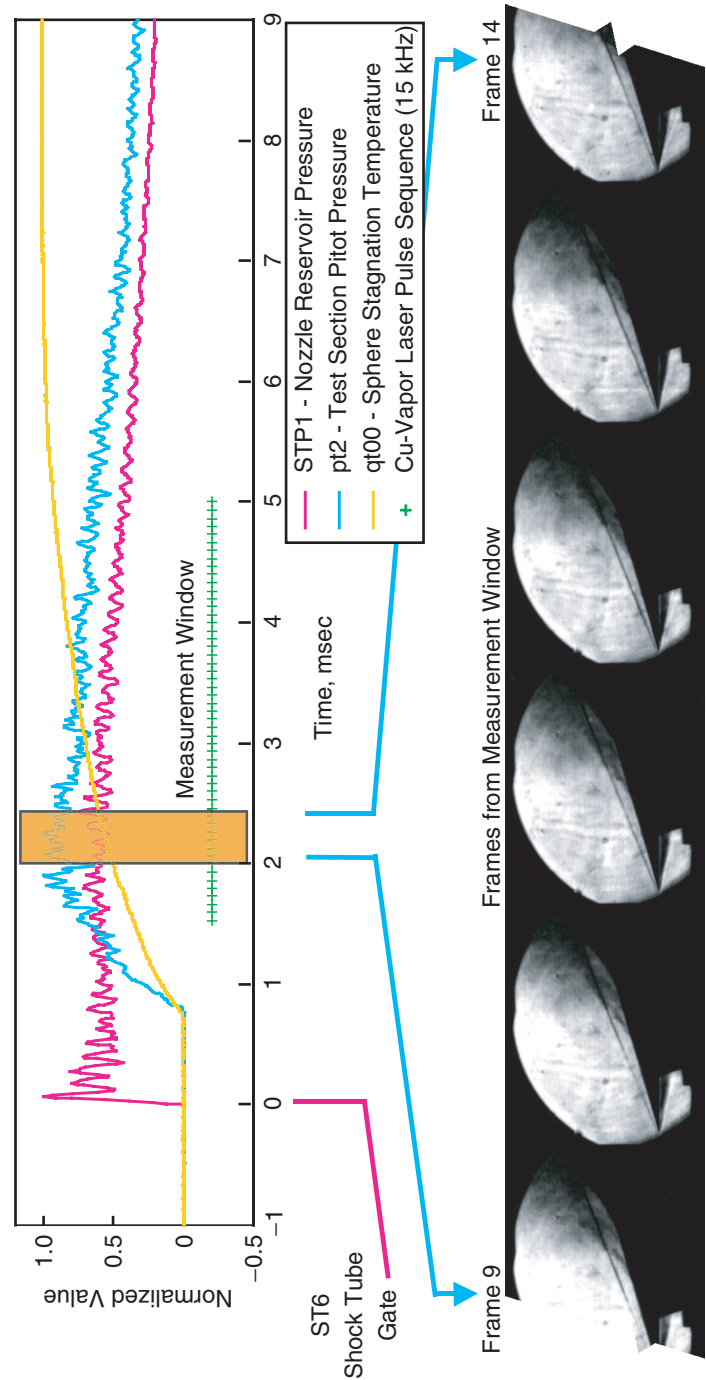 Normalized Value
1.0
0.5
0
−0.5
−1
0
1
2
3
4
5
6
7
8
9
Measurement Window
Time, msec
STP1 - Nozzle Reservoir Pressure
pt2 - Test Section Pitot Pressure
qt00 - Sphere Stagnation Temperature
Cu-Vapor Laser Pulse Sequence (15 kHz)
ST6
Shock Tube
Gate
Frame 9
Frames from Measurement Window
Frame 14